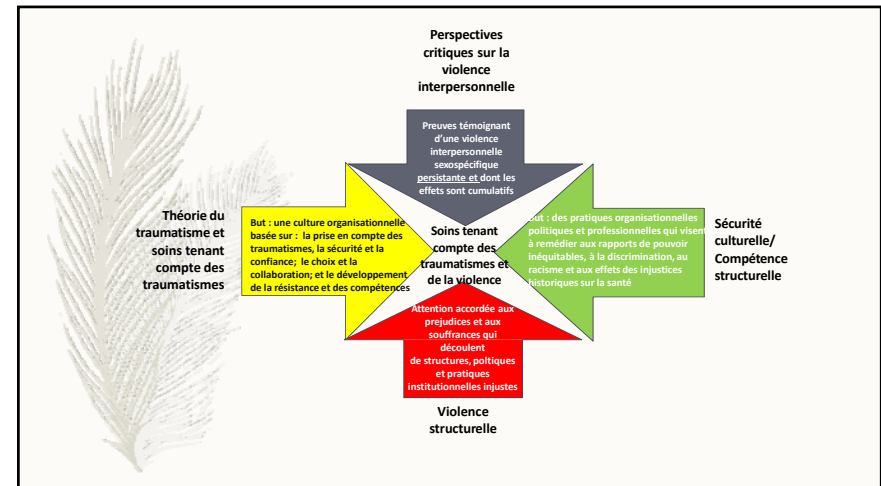 Perspectives
critiques sur la
violence
interpersonnelle
Preuves témoignant
d'une violence
interpersonnelle
sexospécifique
persistante et dont les
effets sont cumulatifs
Théorie du
traumatisme et
soins tenant
compte des
traumatismes
But : une culture organisationnelle
basée sur : la prise en compte des
traumatismes, la sécurité et la
confiance; le choix et la
collaboration; et le développement
de la résistance et des compétences
Soins tenant
compte des
traumatismes et
de la violence
But : des pratiques organisationnelles
politiques et professionnelles qui visent
à remédier aux rapports de pouvoir
inéquitables, à la discrimination, au
racisme et aux effets des injustices
historiques sur la santé
Sécurité
culturelle/
Compétence
structurelle
Attention accordée aux
prejudices et aux
souffrances qui
découlent
de structures, poltiques
et pratiques
institutionnelles injustes
Violence
structurelle